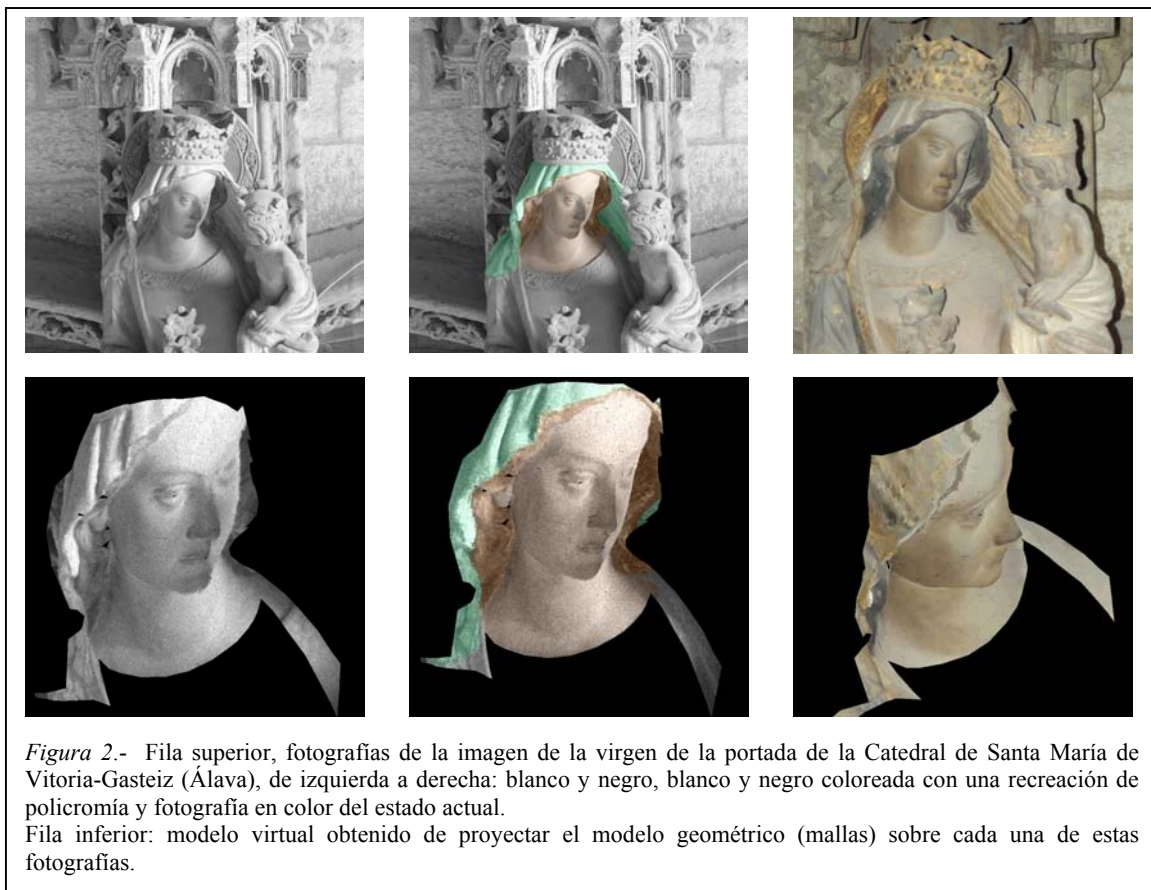 Figura 2.- Fila superior, fotografías de la imagen de la virgen de la portada de la Catedral de Santa María de
Vitoria-Gasteiz (Álava), de izquierda a derecha: blanco y negro, blanco y negro coloreada con una recreación de
policromía y fotografía en color del estado actual.
Fila inferior: modelo virtual obtenido de proyectar el modelo geométrico (mallas) sobre cada una de estas
fotografías.